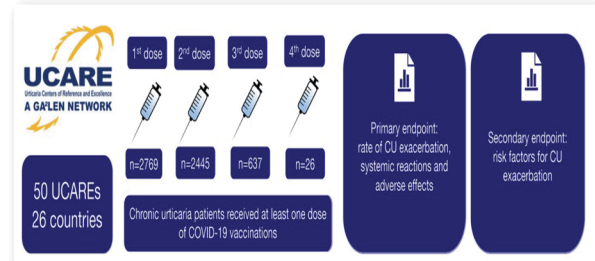 UCARE
Urticaria Centers of Reference and Excellence
A GA²LEN NETWORK
50 UCAREs
26 countries
1st dose
2nd dose
3rd dose
4th dose
n=2769
n=2445
n=637
n=26
Chronic urticaria patients received at least one dose
of COVID-19 vaccinations
Primary endpoint:
rate of CU exacerbation,
systemic reactions and
adverse effects
Secondary endpoint:
risk factors for CU
exacerbation